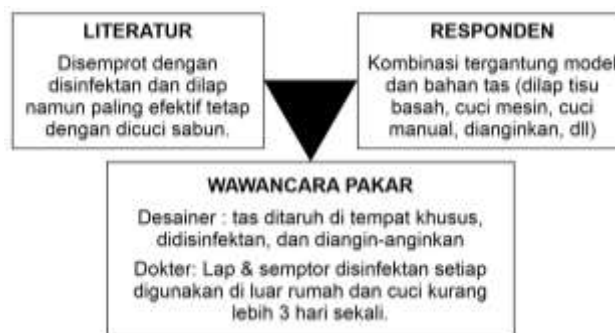 LITERATUR
Disemprot dengan
disinfektan dan dilap
namun paling efektif tetap
dengan dicuci sabun.
RESPONDEN
Kombinasi tergantung model
dan bahan tas (dilap tisu
basah, cuci mesin, cuci
manual, dianginkan, dll)
WAWANCARA PAKAR
Desainer : tas ditaruh di tempat khusus,
didisinfektan, dan diangin-anginkan
Dokter: Lap & semptor disinfektan setiap
digunakan di luar rumah dan cuci kurang
lebih 3 hari sekali.